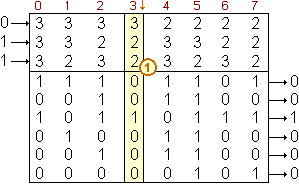 0 1 2 3 ↓ 4 5 6 7
0→ 3 3 3 3 2 2 2 2
1→ 3 3 2 2 3 3 2 2
1→ 3 2 3 2 3 2 3 2
1
1 1 1 0 1 1 0 1 →0
0 0 1 0 0 1 1 0 →0
0 1 0 1 0 1 1 1 →1
0 1 0 0 0 1 0 0 →0
0 0 0 0 1 1 0 0 →0
0 0 1 0 0 1 0 1 →0